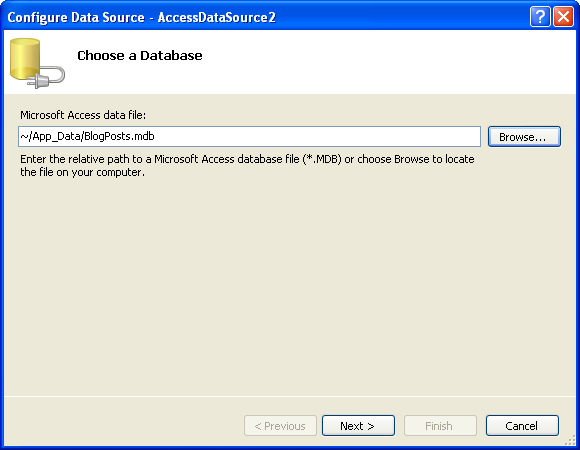 Configure Data Source - AccessDataSource2
Choose a Database
Microsoft Access data file:
~/App_Data/BlogPosts.mdb
Browse...
Enter the relative path to a Microsoft Access database file (*.MDB) or choose Browse to locate
the file on your computer.
< Previous
Next >
Finish
Cancel